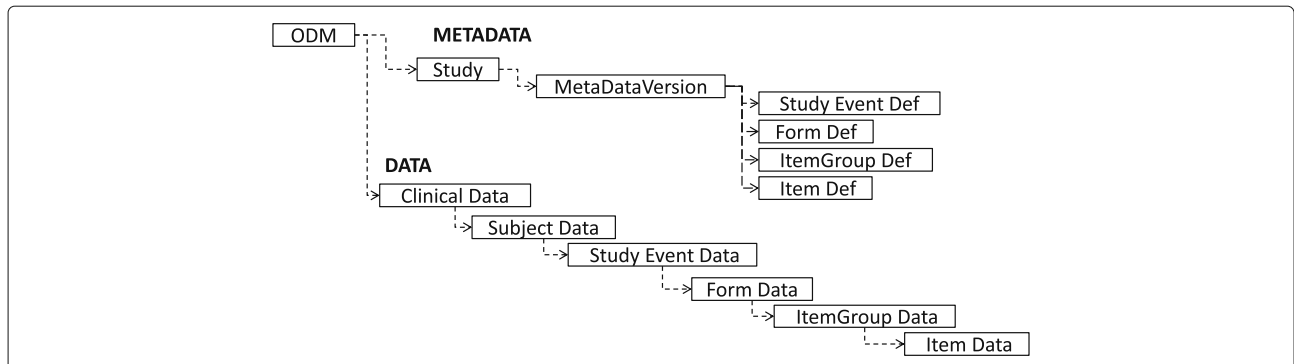 ODM
METADATA
Study
MetaDataVersion
Study Event Def
Form Def
ItemGroup Def
Item Def
DATA
Clinical Data
Subject Data
Study Event Data
Form Data
ItemGroup Data
Item Data